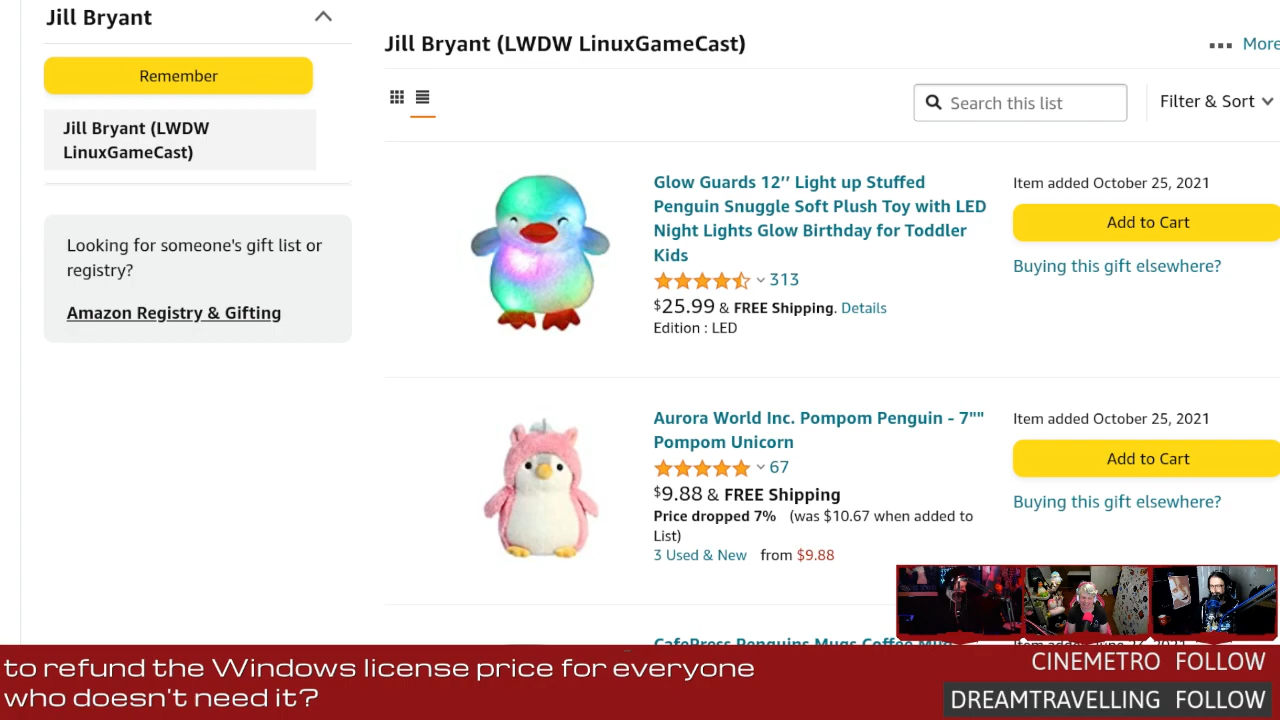 Jill Bryant
Remember
Jill Bryant (LWDW
LinuxGameCast)
Looking for someone's gift list or
registry?
Amazon Registry & Gifting
Jill Bryant (LWDW LinuxGameCast)
More
Search this list
Filter & Sort
Glow Guards 12’’ Light up Stuffed
Penguin Snuggle Soft Plush Toy with LED
Night Lights Glow Birthday for Toddler
Kids
313
$25.99 & FREE Shipping. Details
Edition : LED
Item added October 25, 2021
Add to Cart
Buying this gift elsewhere?
Aurora World Inc. Pompom Penguin - 7""
Pompom Unicorn
67
$9.88 & FREE Shipping
Price dropped 7% (was $10.67 when added to
List)
3 Used & New from $9.88
Item added October 25, 2021
Add to Cart
Buying this gift elsewhere?
CafePress Penguins Mugs Coffee Mug
to refund the Windows license price for everyone
who doesn't need it?
CINEMETRO FOLLOW
DREAMTRAVELLING FOLLOW